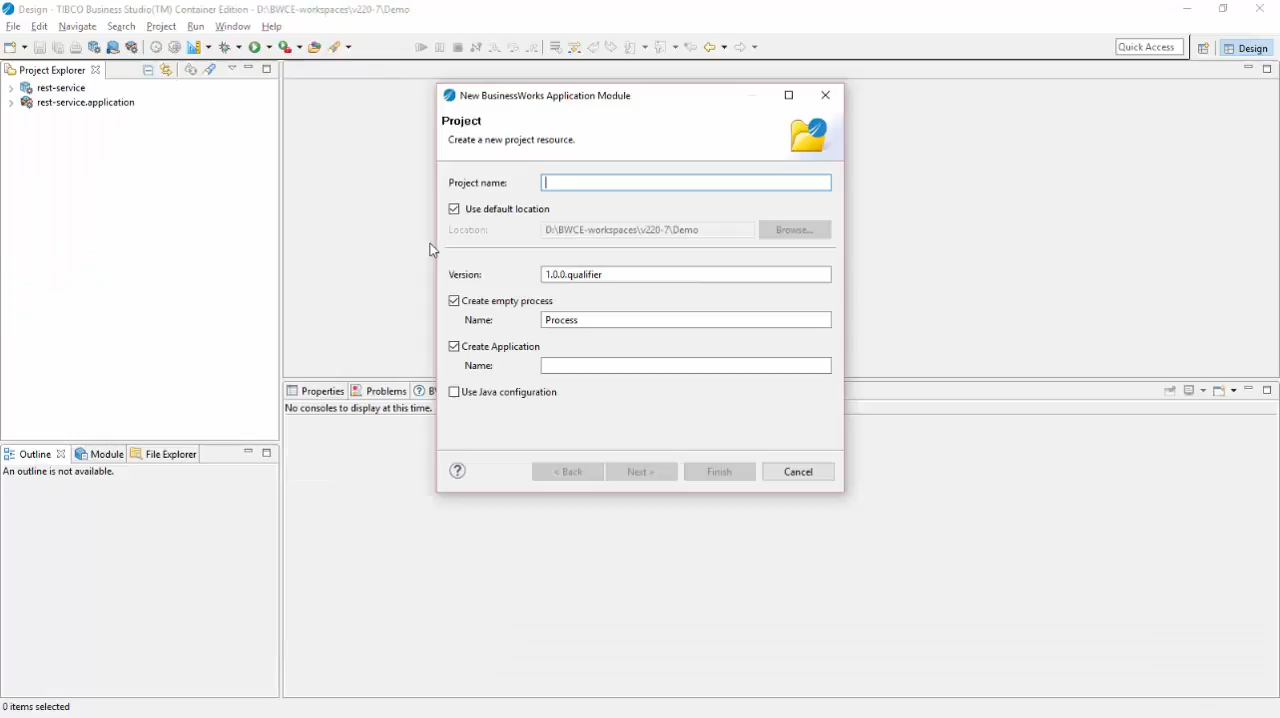 Design - TIBCO Business Studio(TM) Container Edition - D:\BWCE-workspaces\v220-7\Demo
File Edit Navigate Search Project Run Window Help
Quick Access
Design
Project Explorer
rest-service
rest-service.application
New BusinessWorks Application Module
Project
Create a new project resource.
Project name:
Use default location
Location: D:\BWCE-workspaces\v220-7\Demo Browse...
Version: 1.0.0.qualifier
Create empty process
Name: Process
Create Application
Name:
Use Java configuration
< Back Next > Finish Cancel
Properties Problems
No consoles to display at this time.
Outline Module File Explorer
An outline is not available.
0 items selected